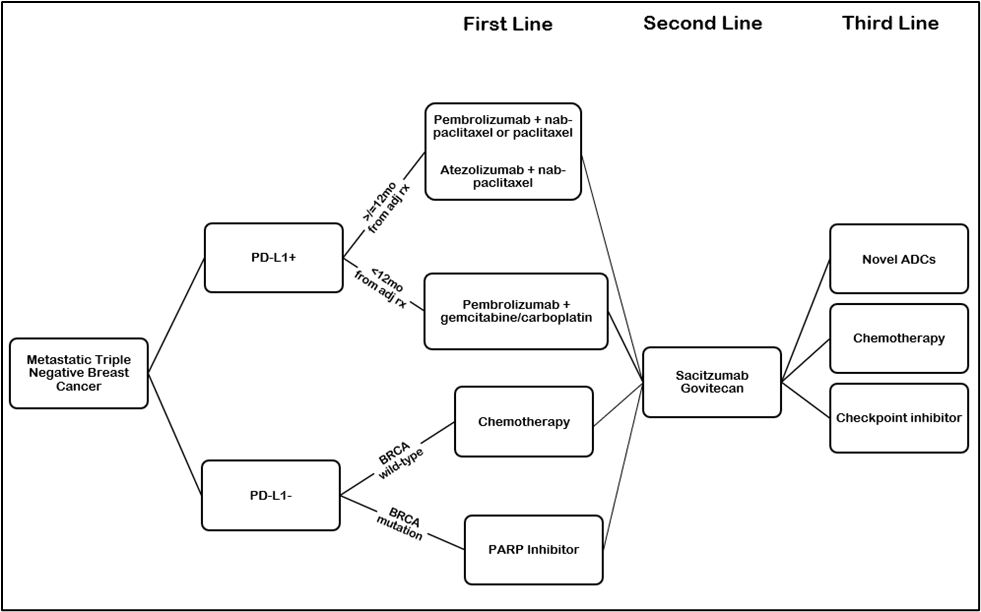 First Line
Second Line
Third Line
Pembrolizumab + nab-
paclitaxel or paclitaxel
Atezolizumab + nab-
paclitaxel
>/=12mo
from adj rx
PD-L1+
<12mo
from adj rx
Pembrolizumab +
gemcitabine/carboplatin
Novel ADCs
Chemotherapy
Checkpoint inhibitor
Metastatic Triple
Negative Breast
Cancer
Sacitzumab
Govitecan
Chemotherapy
BRCA
wild-type
PD-L1-
BRCA
mutation
PARP Inhibitor